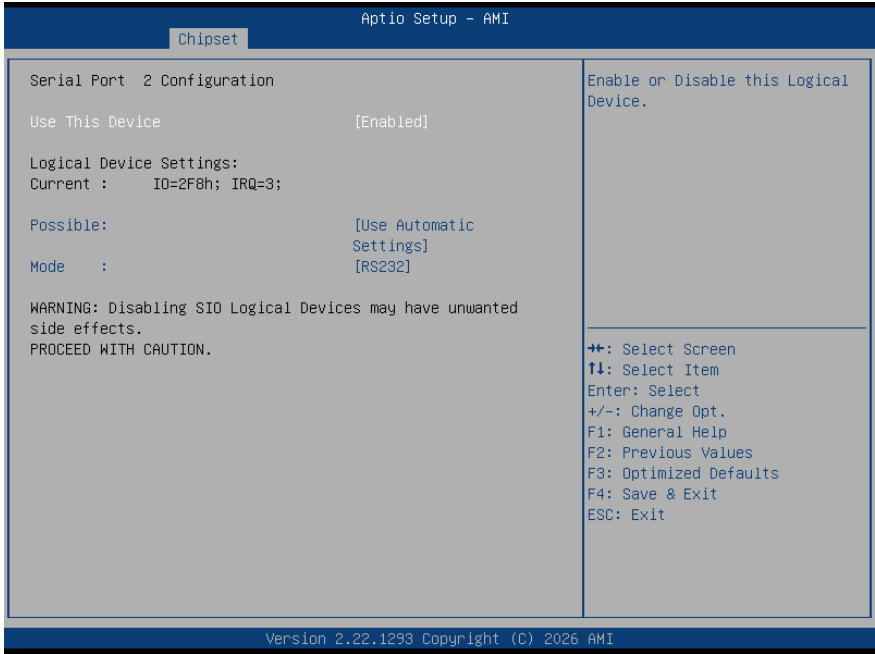 Aptio Setup – AMI
Chipset
Serial Port  2 Configuration
Use This Device [Enabled]
Logical Device Settings:
Current :    IO=2F8h; IRQ=3;
Possible: [Use Automatic
Settings]
Mode    : [RS232]
WARNING: Disabling SIO Logical Devices may have unwanted
side effects.
PROCEED WITH CAUTION.
Enable or Disable this Logical
Device.
→←: Select Screen
↑↓: Select Item
Enter: Select
+/-: Change Opt.
F1: General Help
F2: Previous Values
F3: Optimized Defaults
F4: Save & Exit
ESC: Exit
Version 2.22.1293 Copyright (C) 2026 AMI